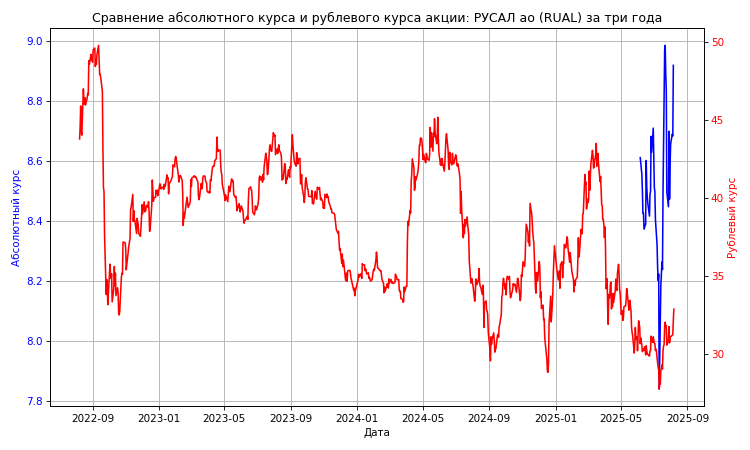 Сравнение абсолютного курса и рублевого курса акции: РУСАЛ ао (RUAL) за три года
9.0
8.8
8.6
8.4
8.2
8.0
7.8
Абсолютный курс
50
45
40
35
30
Рублевый курс
2022-09 2023-01 2023-05 2023-09 2024-01 2024-05 2024-09 2025-01 2025-05 2025-09
Дата